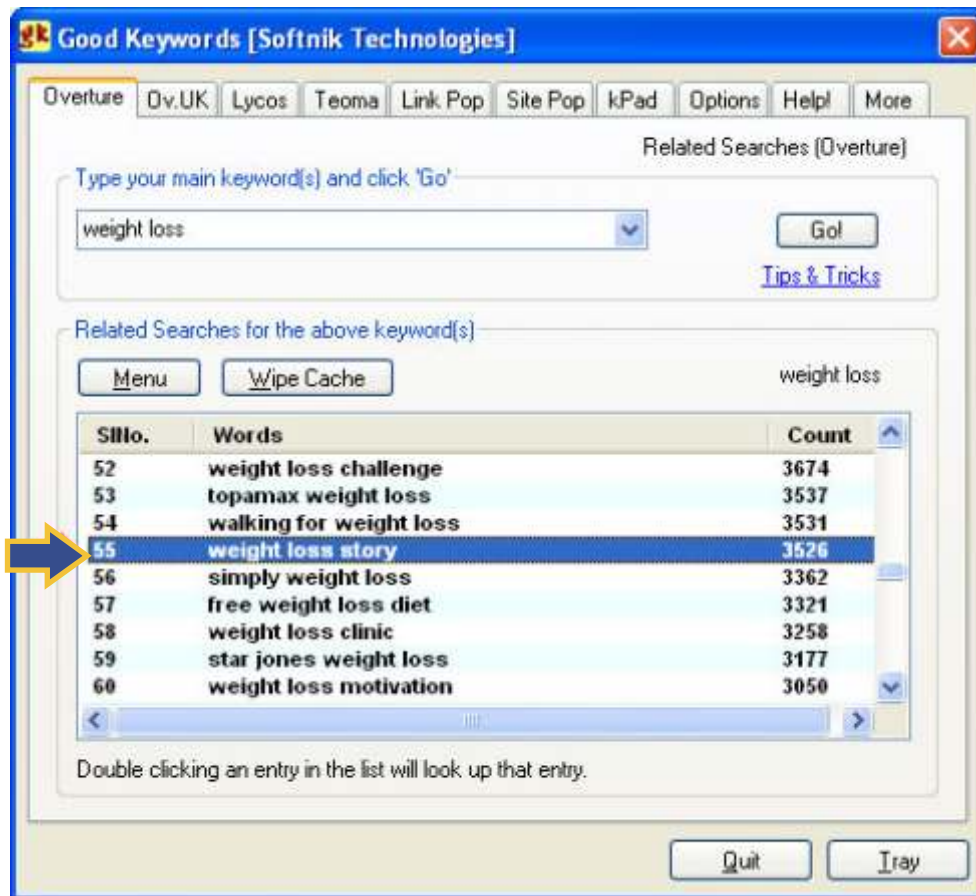 gk Good Keywords [Softnik Technologies]
Overture Ov.UK Lycos Teoma Link Pop Site Pop kPad Options Help! More
Related Searches (Overture)
Type your main keyword(s) and click 'Go'
weight loss Go!
Tips & Tricks
Related Searches for the above keyword(s)
Menu Wipe Cache weight loss
SlNo. Words Count
52 weight loss challenge 3674
53 topamax weight loss 3537
54 walking for weight loss 3531
55 weight loss story 3526
56 simply weight loss 3362
57 free weight loss diet 3321
58 weight loss clinic 3258
59 star jones weight loss 3177
60 weight loss motivation 3050
Double clicking an entry in the list will look up that entry.
Quit Tray